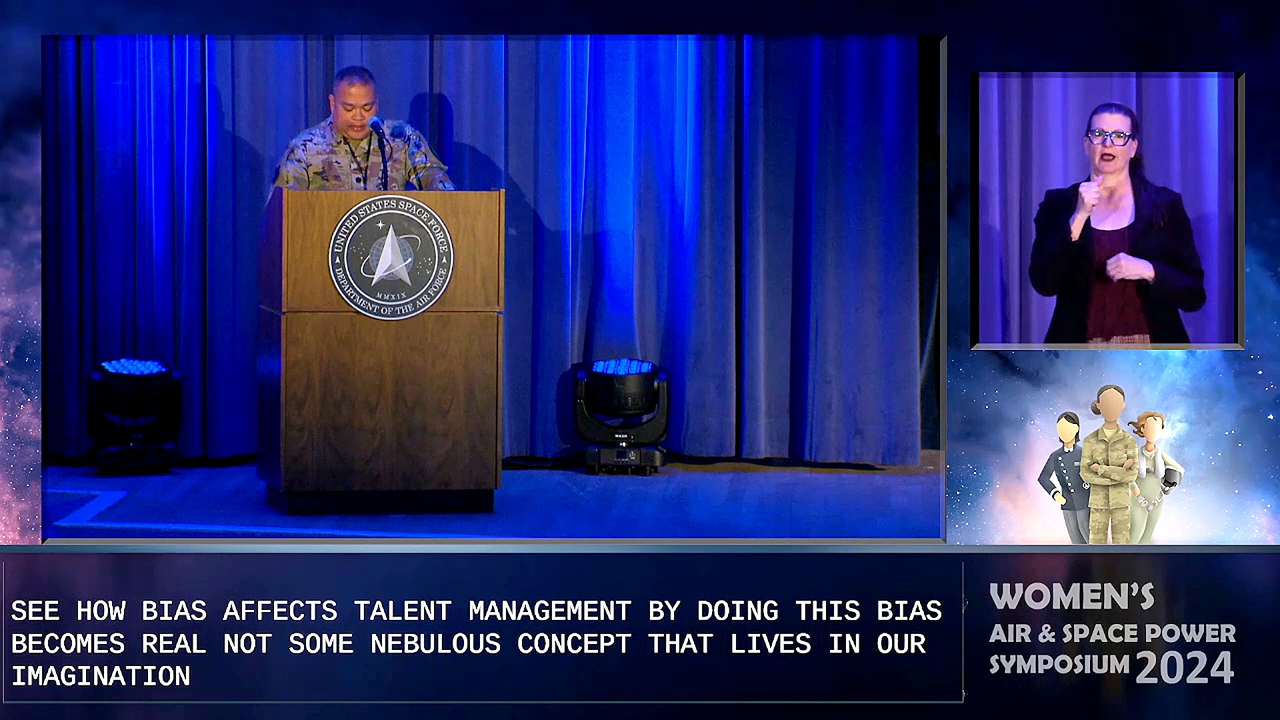 UNITED STATES SPACE FORCE
MMXIX
DEPARTMENT OF THE AIR FORCE
SEE HOW BIAS AFFECTS TALENT MANAGEMENT BY DOING THIS BIAS
BECOMES REAL NOT SOME NEBULOUS CONCEPT THAT LIVES IN OUR
IMAGINATION
WOMEN'S
AIR & SPACE POWER
SYMPOSIUM 2024